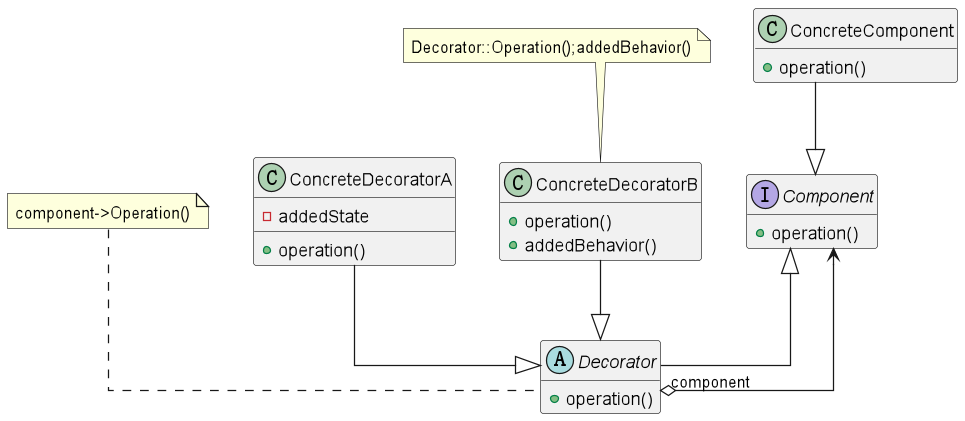 Decorator::Operation();addedBehavior()
C ConcreteComponent
operation()
component->Operation()
C ConcreteDecoratorA
addedState
operation()
C ConcreteDecoratorB
operation()
addedBehavior()
I Component
operation()
A Decorator
operation()
component